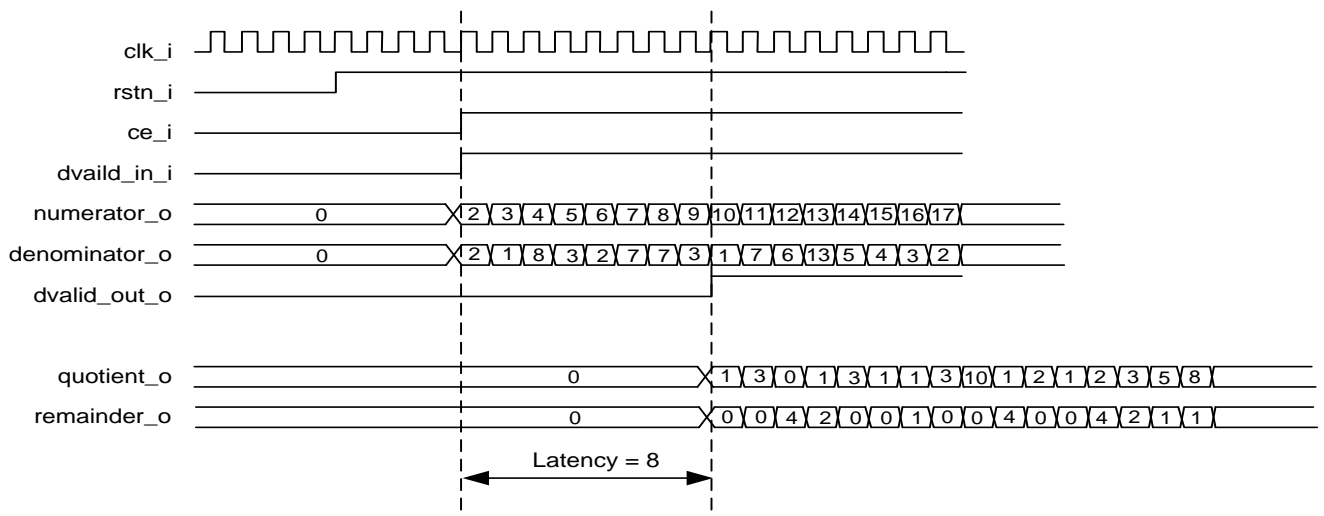 clk_i
rstn_i
ce_i
dvaild_in_i
numerator_o 0 2 3 4 5 6 7 8 9 10 11 12 13 14 15 16 17
denominator_o 0 2 1 8 3 2 7 7 3 1 7 6 13 5 4 3 2
dvalid_out_o
quotient_o 0 1 3 0 1 3 1 1 3 10 1 2 1 2 3 5 8
remainder_o 0 0 0 4 2 0 0 1 0 0 4 0 0 4 2 1 1
Latency = 8